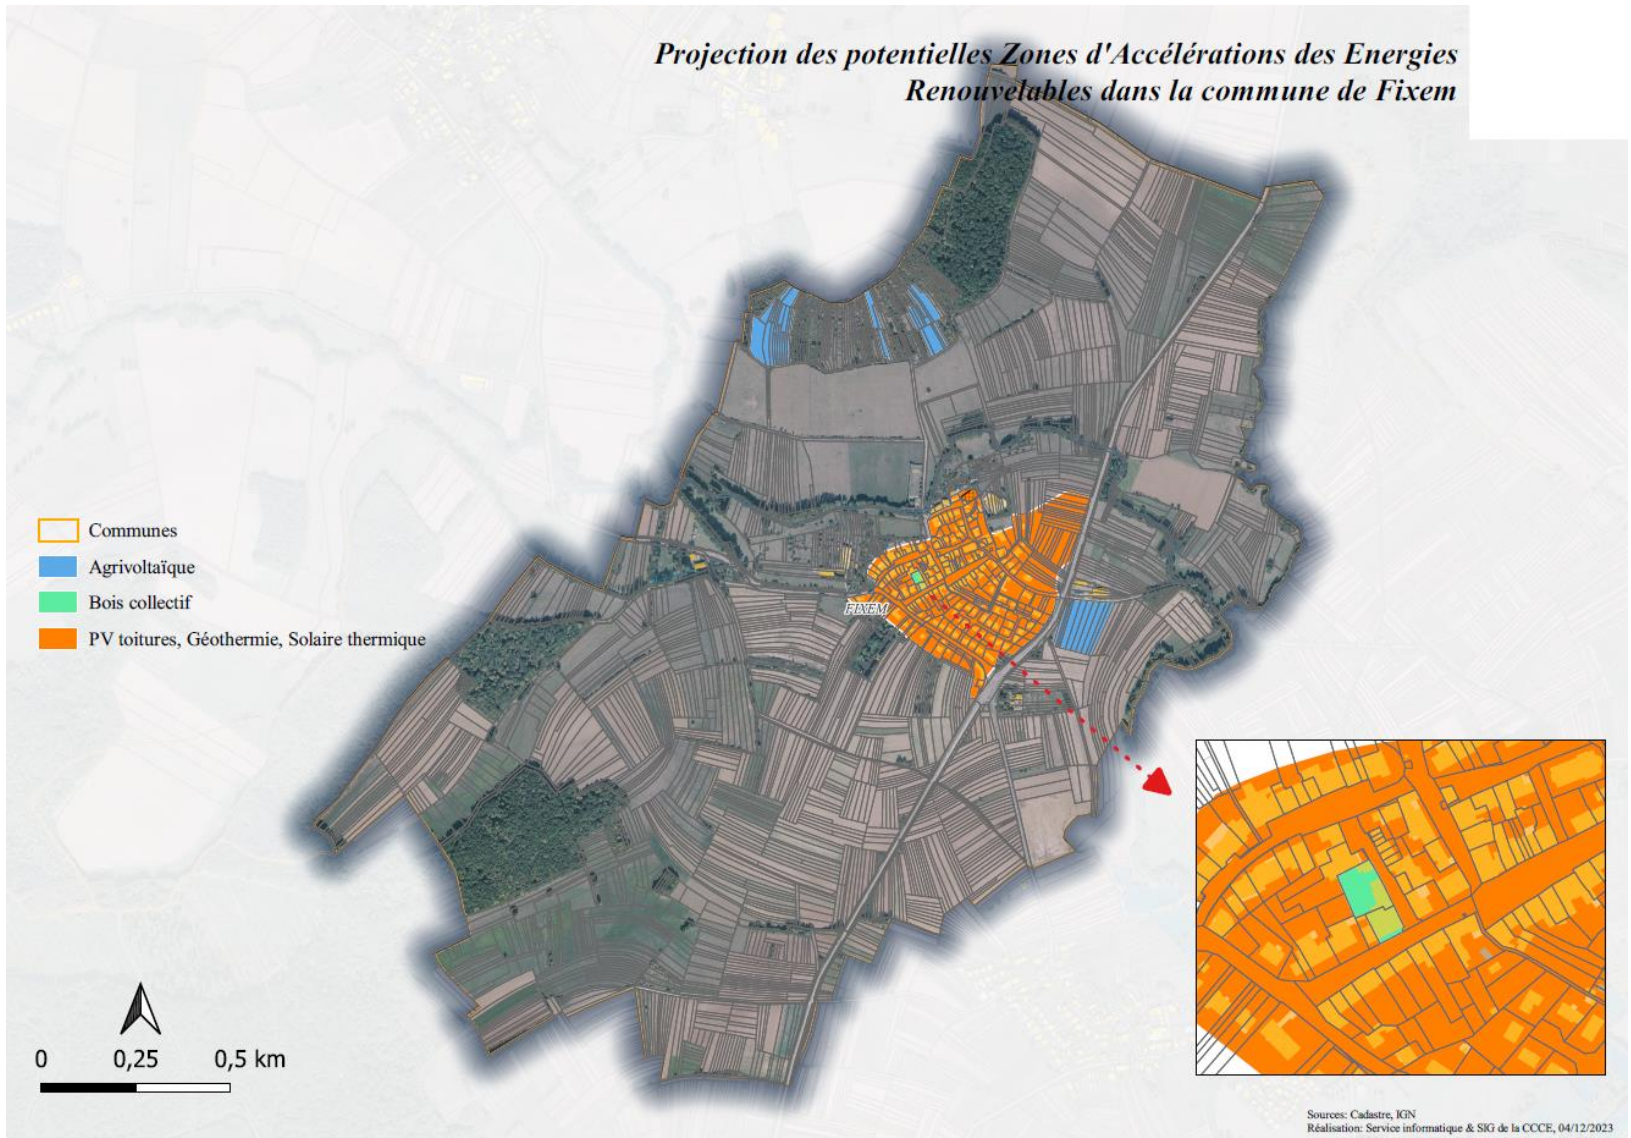 Projection des potentielles Zones d'Accélérations des Energies
Renouvelables dans la commune de Fixem
Communes
Agrivoltaïque
Bois collectif
PV toitures, Géothermie, Solaire thermique
FIXEM
0 0,25 0,5 km
Sources: Cadastre, IGN
Réalisation: Service informatique & SIG de la CCCE, 04/12/2023